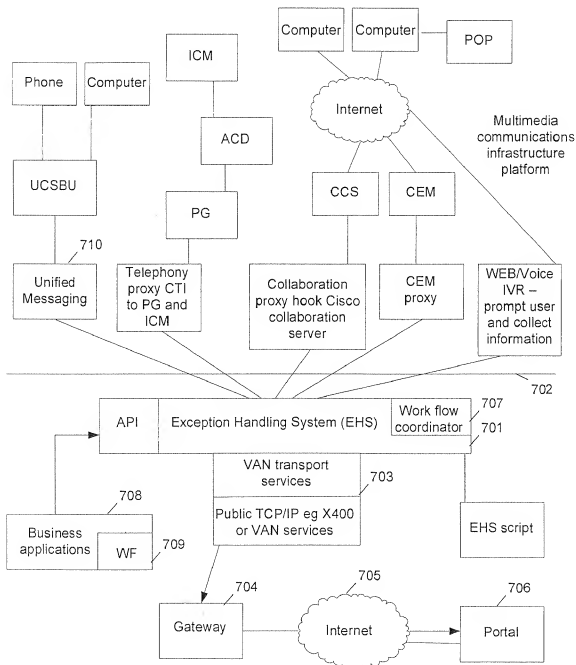 Computer
Computer
POP
ICM
Phone
Computer
Internet
Multimedia
communications
infrastructure
platform
ACD
UCSBU
CCS
CEM
PG
710
Unified
Messaging
Telephony
proxy CTI
to PG and
ICM
Collaboration
proxy hook Cisco
collaboration
server
CEM
proxy
WEB/Voice
IVR –
prompt user
and collect
information
702
API
Exception Handling System (EHS)
Work flow
coordinator
707
701
VAN transport
services
703
Public TCP/IP eg X400
or VAN services
708
Business
applications
WF
709
EHS script
704
Gateway
705
Internet
706
Portal